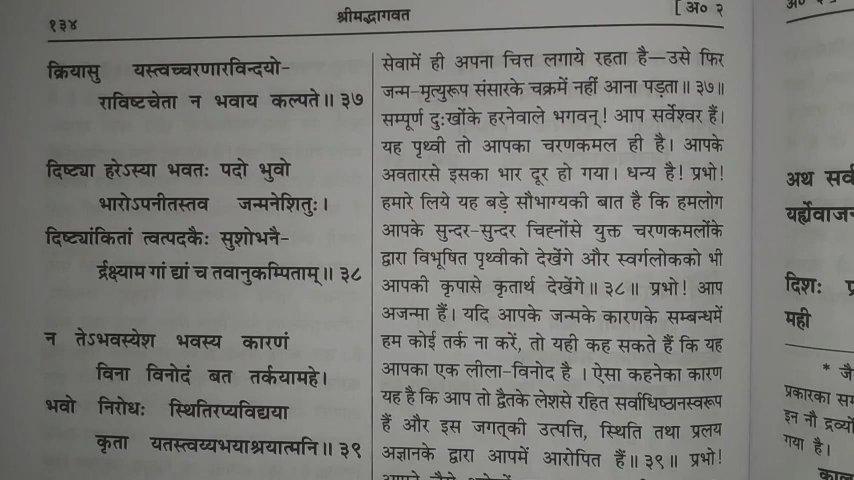 १३४
श्रीमद्भागवत
[ अ० २
क्रियासु यस्त्वच्चरणारविन्दयो-
राविष्टचेता न भवाय कल्पते॥ ३७
दिष्ट्या हरेऽस्या भवतः पदो भुवो
भारोऽपनीतस्तव जन्मनेशितुः।
दिष्ट्यांकितां त्वत्पदकैः सुशोभनै-
र्द्रक्ष्याम गां द्यां च तवानुकम्पिताम्॥ ३८
न तेऽभवस्येश भवस्य कारणं
विना विनोदं बत तर्कयामहे।
भवो निरोधः स्थितिरप्यविद्यया
कृता यतस्त्वय्यभयाश्रयात्मनि॥ ३९
सेवामें ही अपना चित्त लगाये रहता है—उसे फिर
जन्म-मृत्युरूप संसारके चक्रमें नहीं आना पड़ता॥ ३७॥
सम्पूर्ण दुःखोंके हरनेवाले भगवन्! आप सर्वेश्वर हैं।
यह पृथ्वी तो आपका चरणकमल ही है। आपके
अवतारसे इसका भार दूर हो गया। धन्य है! प्रभो!
हमारे लिये यह बड़े सौभाग्यकी बात है कि हमलोग
आपके सुन्दर-सुन्दर चिह्नोंसे युक्त चरणकमलोंके
द्वारा विभूषित पृथ्वीको देखेंगे और स्वर्गलोकको भी
आपकी कृपासे कृतार्थ देखेंगे॥ ३८॥ प्रभो! आप
अजन्मा हैं। यदि आपके जन्मके कारणके सम्बन्धमें
हम कोई तर्क ना करें, तो यही कह सकते हैं कि यह
आपका एक लीला-विनोद है । ऐसा कहनेका कारण
यह है कि आप तो द्वैतके लेशसे रहित सर्वाधिष्ठानस्वरूप
हैं और इस जगत्की उत्पत्ति, स्थिति तथा प्रलय
अज्ञानके द्वारा आपमें आरोपित हैं॥ ३९॥ प्रभो!
अथ सर्व
यर्ह्येवाजन
दिशः
मही
* जै
प्रकारका सम
इन नौ द्रव्यों
गया है।